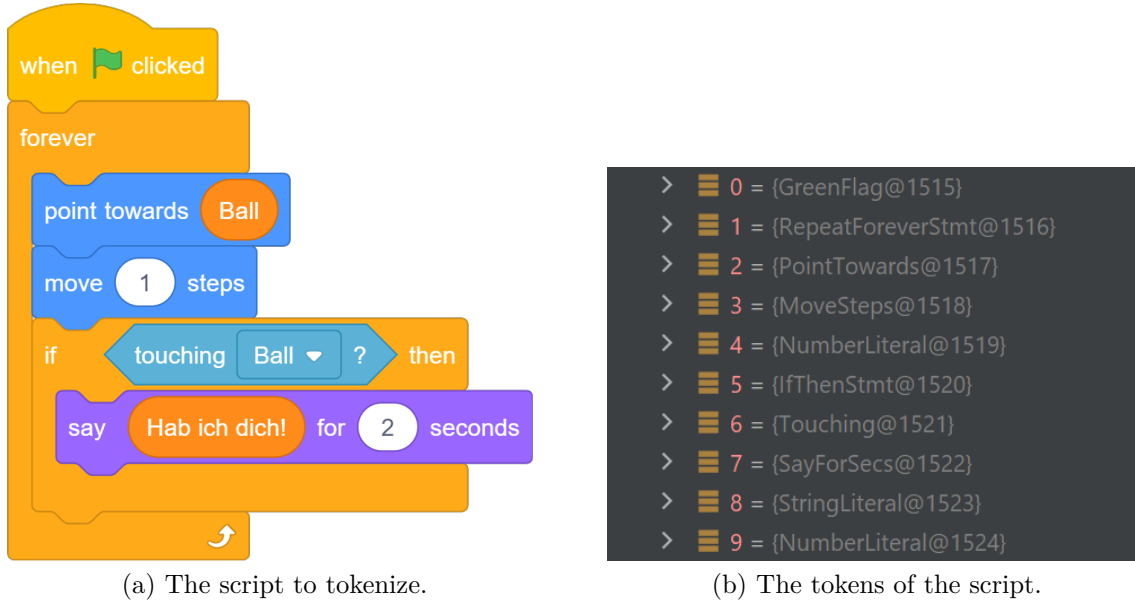 when clicked
forever
point towards Ball
move 1 steps
if touching Ball ? then
say Hab ich dich! for 2 seconds
(a) The script to tokenize.
0 = {GreenFlag@1515}
1 = {RepeatForeverStmt@1516}
2 = {PointTowards@1517}
3 = {MoveSteps@1518}
4 = {NumberLiteral@1519}
5 = {IfThenStmt@1520}
6 = {Touching@1521}
7 = {SayForSecs@1522}
8 = {StringLiteral@1523}
9 = {NumberLiteral@1524}
(b) The tokens of the script.